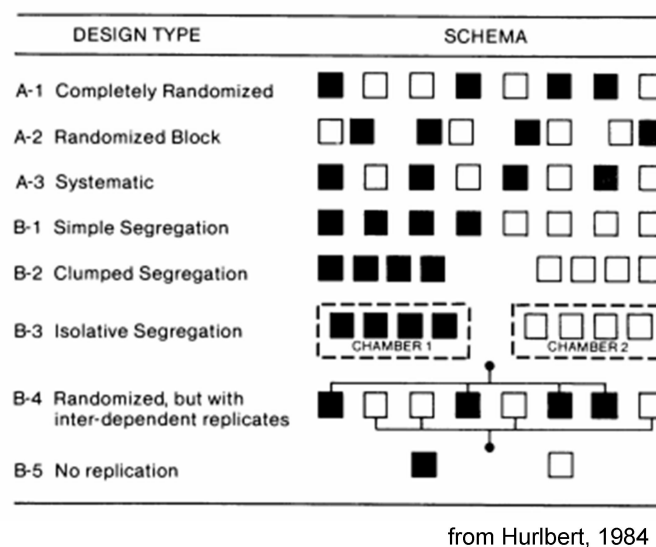 DESIGN TYPE SCHEMA
A-1 Completely Randomized
A-2 Randomized Block
A-3 Systematic
B-1 Simple Segregation
B-2 Clumped Segregation
B-3 Isolative Segregation
CHAMBER 1 CHAMBER 2
B-4 Randomized, but with
inter-dependent replicates
B-5 No replication
from Hurlbert, 1984